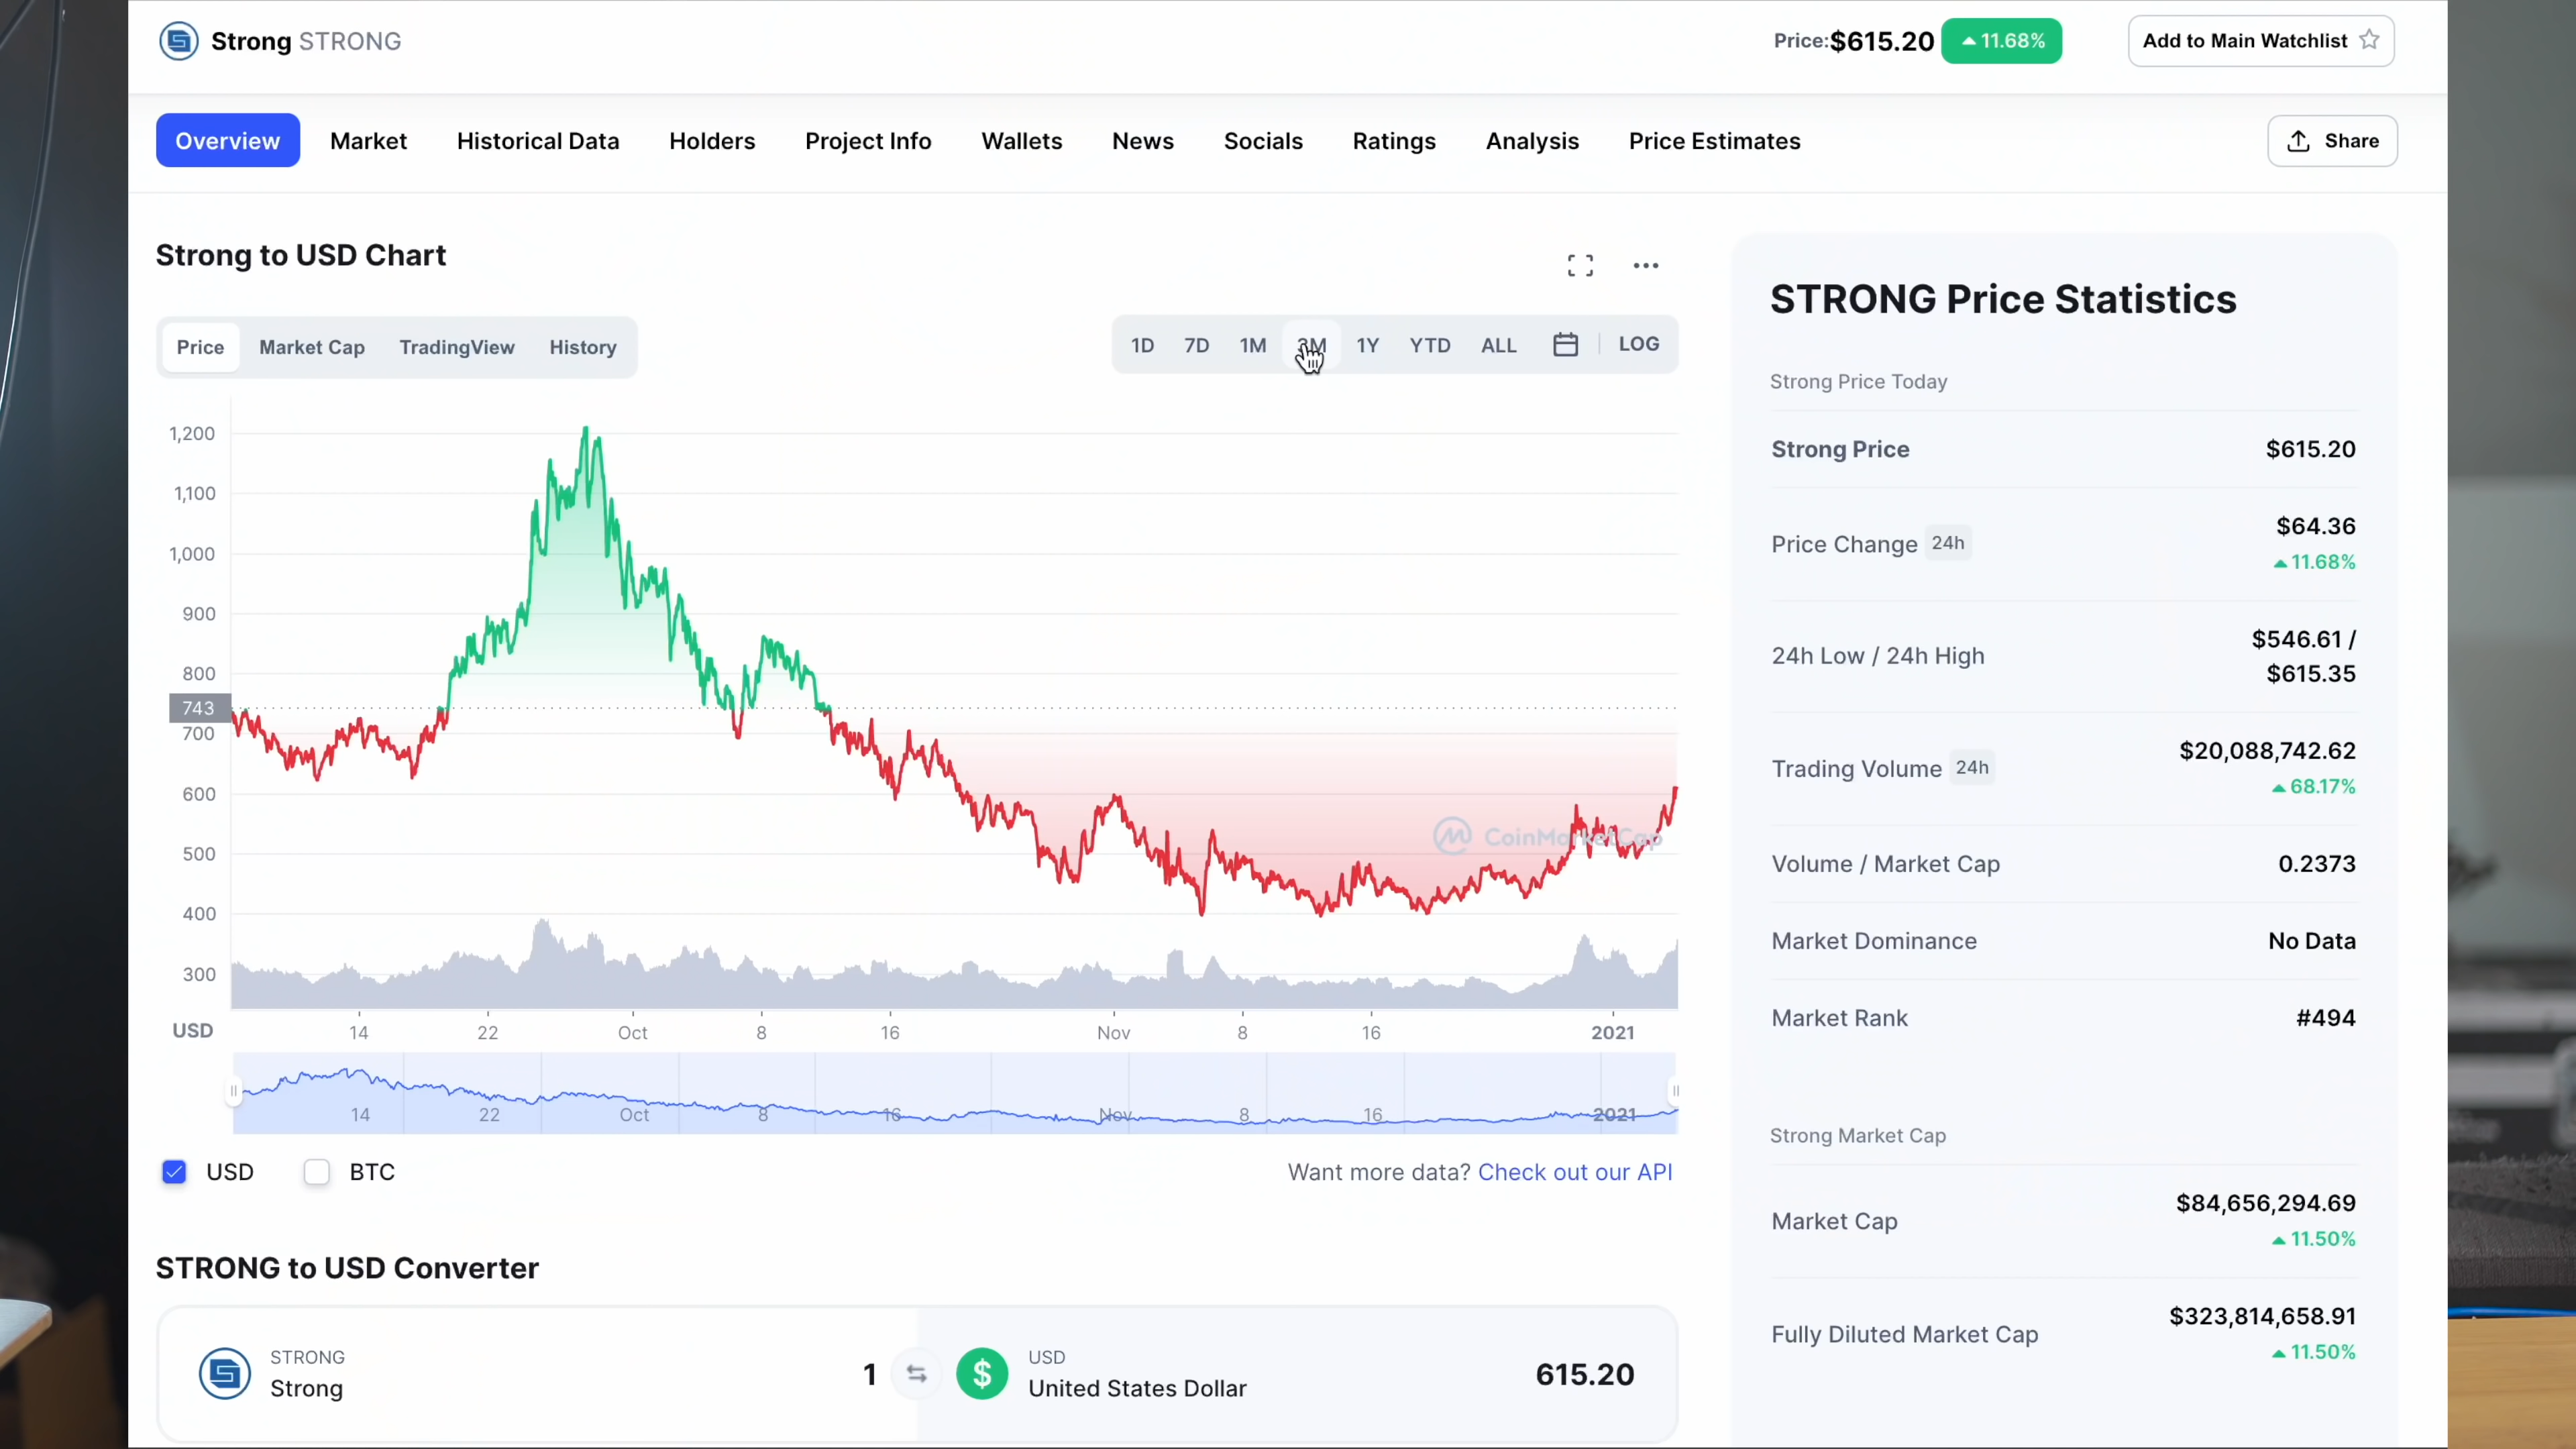 Strong STRONG
Price: $615.20 11.68%
Add to Main Watchlist
Overview Market Historical Data Holders Project Info Wallets News Socials Ratings Analysis Price Estimates
Share
Strong to USD Chart
Price Market Cap TradingView History
1D 7D 1M 3M 1Y YTD ALL LOG
1,200
1,100
1,000
900
800
743
700
600
500
400
300
CoinMarketCap
USD 14 22 Oct 8 16 Nov 8 16 2021
14 22 Oct 8 16 Nov 8 16 2021
USD BTC
Want more data? Check out our API
STRONG to USD Converter
STRONG
Strong
1
USD
United States Dollar
615.20
STRONG Price Statistics
Strong Price Today
Strong Price $615.20
Price Change 24h $64.36
11.68%
24h Low / 24h High $546.61 /
$615.35
Trading Volume 24h $20,088,742.62
68.17%
Volume / Market Cap 0.2373
Market Dominance No Data
Market Rank #494
Strong Market Cap
Market Cap $84,656,294.69
11.50%
Fully Diluted Market Cap $323,814,658.91
11.50%